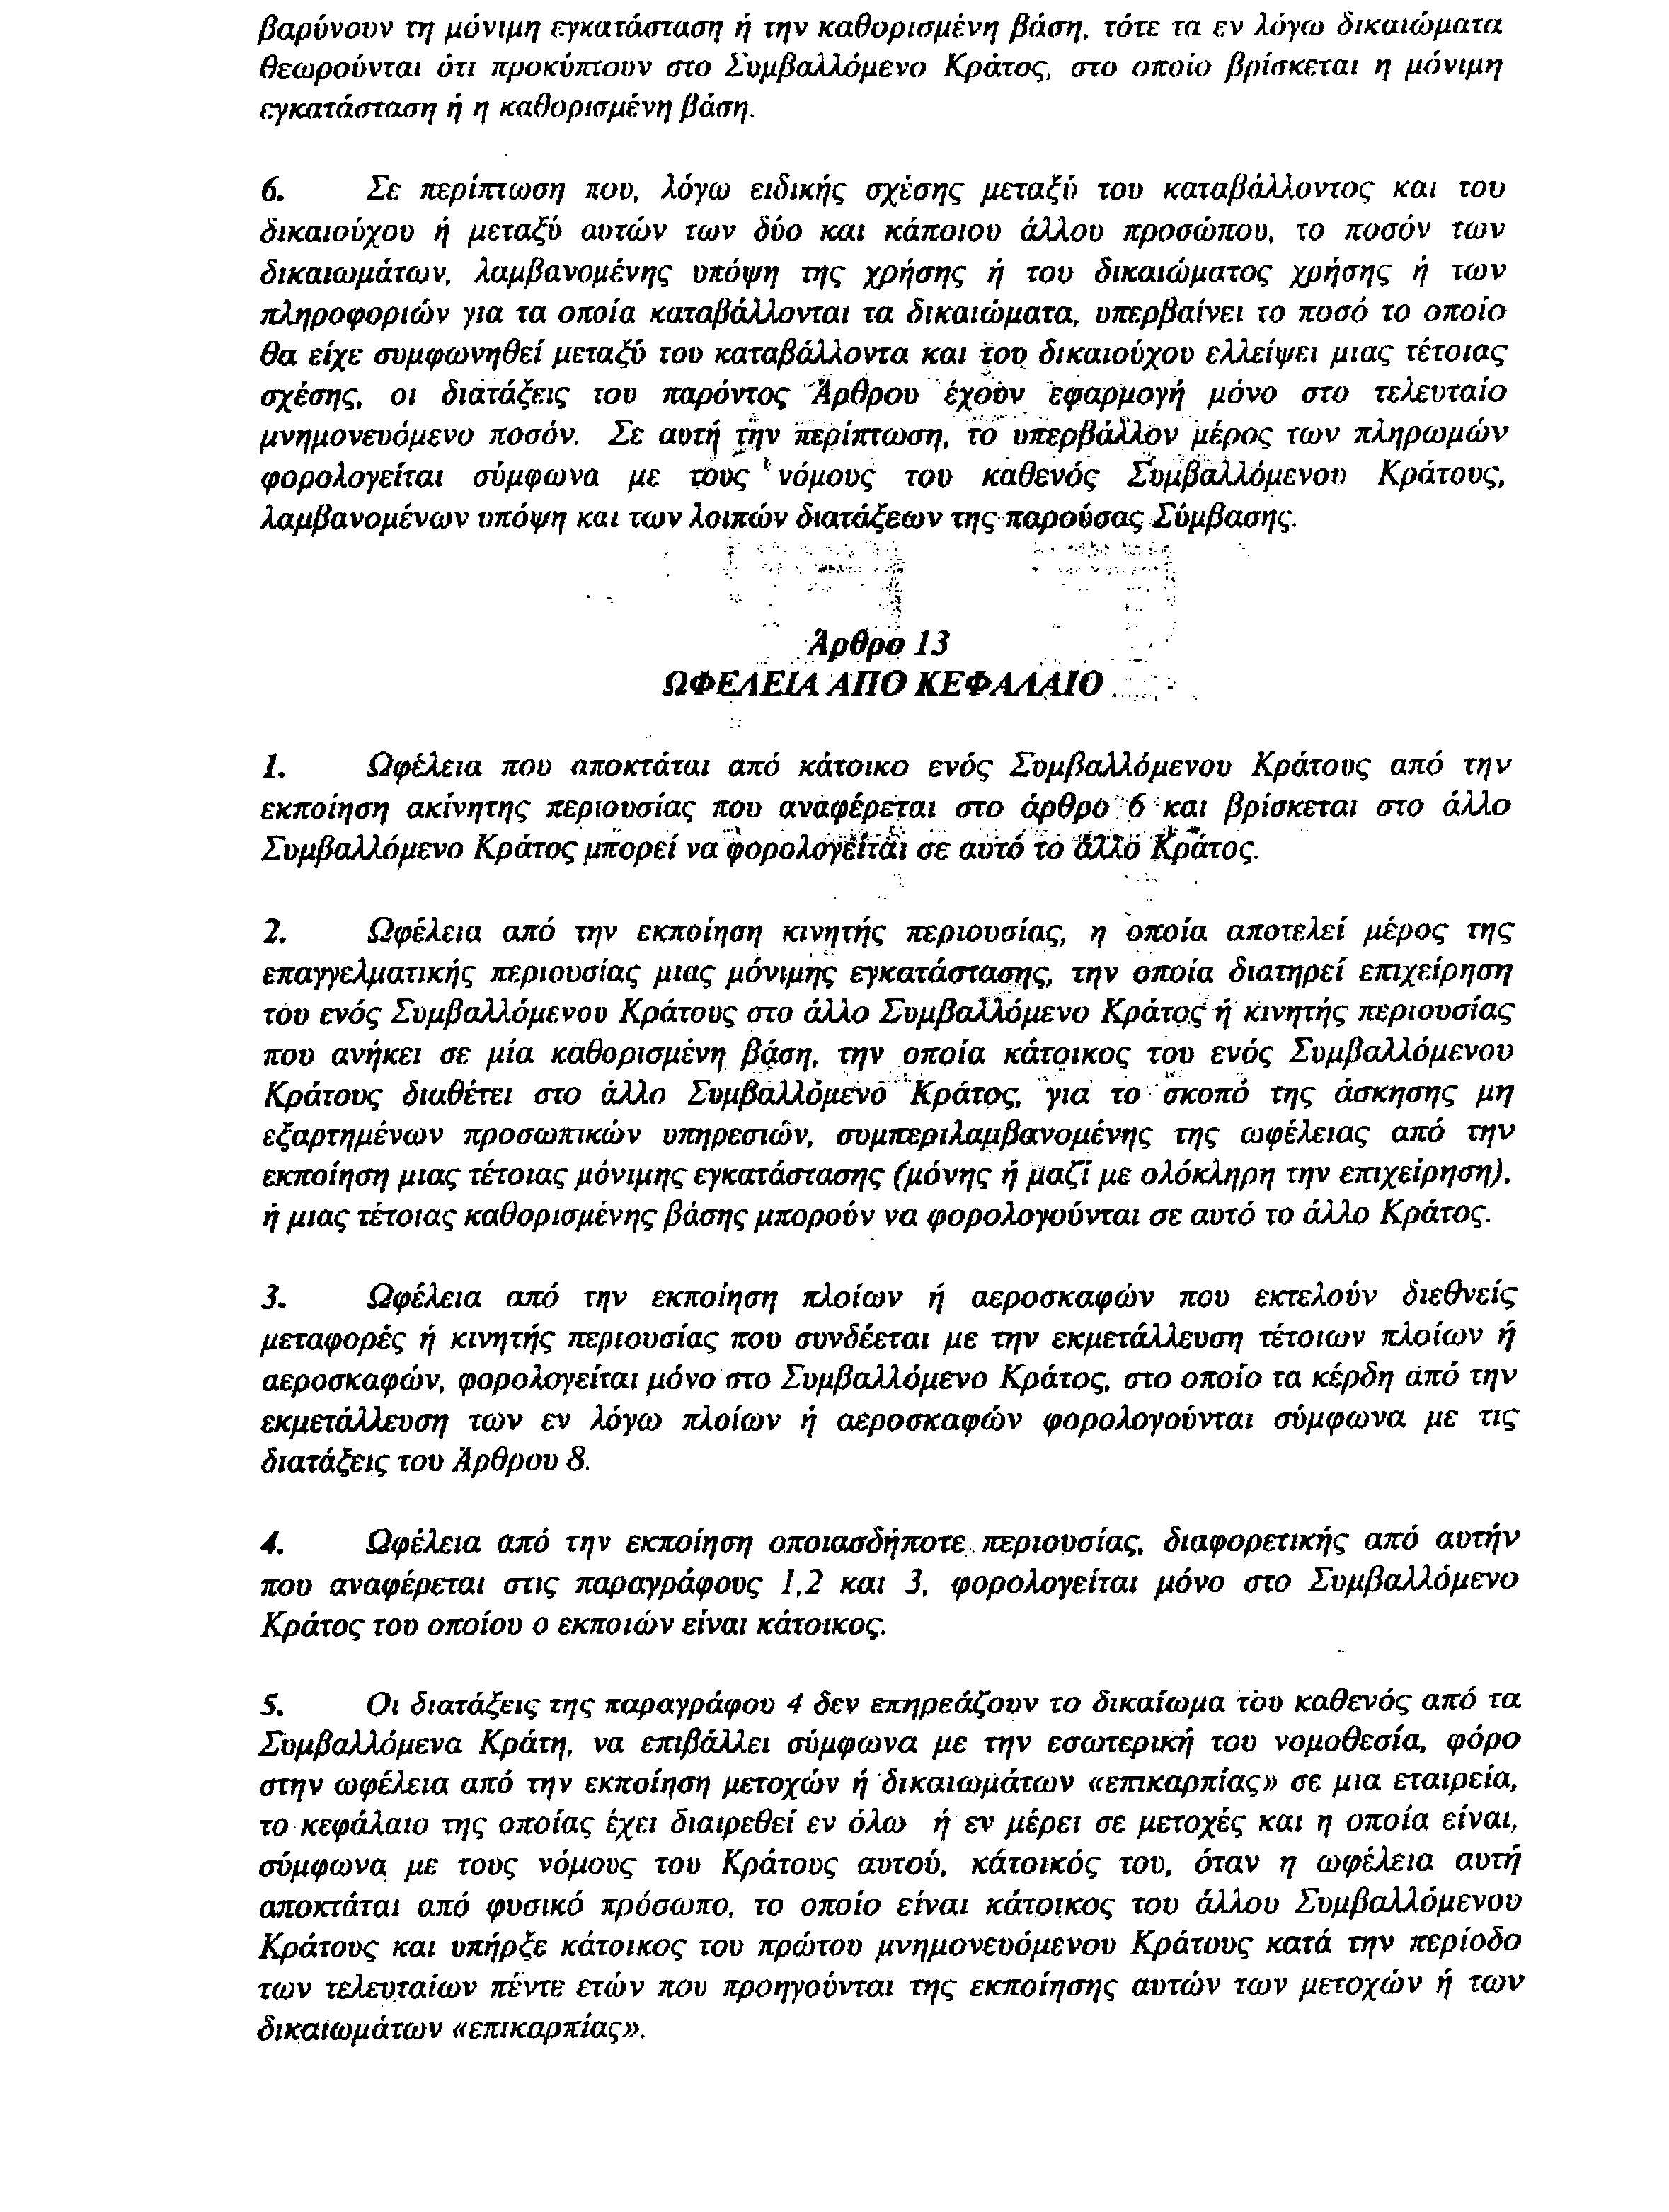 βαρύνουν τη μόνιμη εγκατάσταση ή την καθορισμένη βάση, τότε τα εν λόγω δικαιώματα
θεωρούνται ότι προκύπτουν στο Συμβαλλόμενο Κράτος, στο οποίο βρίσκεται η μόνιμη
εγκατάσταση ή η καθορισμένη βάση.
6. Σε περίπτωση που, λόγω ειδικής σχέσης μεταξύ του καταβάλλοντος και του
δικαιούχου ή μεταξύ αυτών των δύο και κάποιου άλλου προσώπου, το ποσόν των
δικαιωμάτων, λαμβανομένης υπόψη της χρήσης ή του δικαιώματος χρήσης ή των
πληροφοριών για τα οποία καταβάλλονται τα δικαιώματα, υπερβαίνει το ποσό το οποίο
θα είχε συμφωνηθεί μεταξύ του καταβάλλοντα και του δικαιούχου ελλείψει μιας τέτοιας
σχέσης, οι διατάξεις του παρόντος Άρθρου έχουν εφαρμογή μόνο στο τελευταίο
μνημονευόμενο ποσόν. Σε αυτή την περίπτωση, το υπερβάλλον μέρος των πληρωμών
φορολογείται σύμφωνα με τους νόμους του καθενός Συμβαλλόμενου Κράτους,
λαμβανομένων υπόψη και των λοιπών διατάξεων της παρούσας Σύμβασης.
Άρθρο 13
ΩΦΕΛΕΙΑ ΑΠΟ ΚΕΦΑΛΑΙΟ
1. Ωφέλεια που αποκτάται από κάτοικο ενός Συμβαλλόμενου Κράτους από την
εκποίηση ακίνητης περιουσίας που αναφέρεται στο άρθρο 6 και βρίσκεται στο άλλο
Συμβαλλόμενο Κράτος μπορεί να φορολογείται σε αυτό το άλλο Κράτος.
2. Ωφέλεια από την εκποίηση κινητής περιουσίας, η οποία αποτελεί μέρος της
επαγγελματικής περιουσίας μιας μόνιμης εγκατάστασης, την οποία διατηρεί επιχείρηση
του ενός Συμβαλλόμενου Κράτους στο άλλο Συμβαλλόμενο Κράτος ή κινητής περιουσίας
που ανήκει σε μία καθορισμένη βάση, την οποία κάτοικος του ενός Συμβαλλόμενου
Κράτους διαθέτει στο άλλο Συμβαλλόμενο Κράτος, για το σκοπό της άσκησης μη
εξαρτημένων προσωπικών υπηρεσιών, συμπεριλαμβανομένης της ωφέλειας από την
εκποίηση μιας τέτοιας μόνιμης εγκατάστασης (μόνης ή μαζί με ολόκληρη την επιχείρηση),
ή μιας τέτοιας καθορισμένης βάσης μπορούν να φορολογούνται σε αυτό το άλλο Κράτος.
3. Ωφέλεια από την εκποίηση πλοίων ή αεροσκαφών που εκτελούν διεθνείς
μεταφορές ή κινητής περιουσίας που συνδέεται με την εκμετάλλευση τέτοιων πλοίων ή
αεροσκαφών, φορολογείται μόνο στο Συμβαλλόμενο Κράτος, στο οποίο τα κέρδη από την
εκμετάλλευση των εν λόγω πλοίων ή αεροσκαφών φορολογούνται σύμφωνα με τις
διατάξεις του Άρθρου 8.
4. Ωφέλεια από την εκποίηση οποιασδήποτε περιουσίας, διαφορετικής από αυτήν
που αναφέρεται στις παραγράφους 1,2 και 3, φορολογείται μόνο στο Συμβαλλόμενο
Κράτος του οποίου ο εκποιών είναι κάτοικος.
5. Οι διατάξεις της παραγράφου 4 δεν επηρεάζουν το δικαίωμα του καθενός από τα
Συμβαλλόμενα Κράτη, να επιβάλλει σύμφωνα με την εσωτερική του νομοθεσία, φόρο
στην ωφέλεια από την εκποίηση μετοχών ή δικαιωμάτων «επικαρπίας» σε μια εταιρεία,
το κεφάλαιο της οποίας έχει διαιρεθεί εν όλω ή εν μέρει σε μετοχές και η οποία είναι,
σύμφωνα με τους νόμους του Κράτους αυτού, κάτοικός του, όταν η ωφέλεια αυτή
αποκτάται από φυσικό πρόσωπο, το οποίο είναι κάτοικος του άλλου Συμβαλλόμενου
Κράτους και υπήρξε κάτοικος του πρώτου μνημονευόμενου Κράτους κατά την περίοδο
των τελευταίων πέντε ετών που προηγούνται της εκποίησης αυτών των μετοχών ή των
δικαιωμάτων «επικαρπίας».